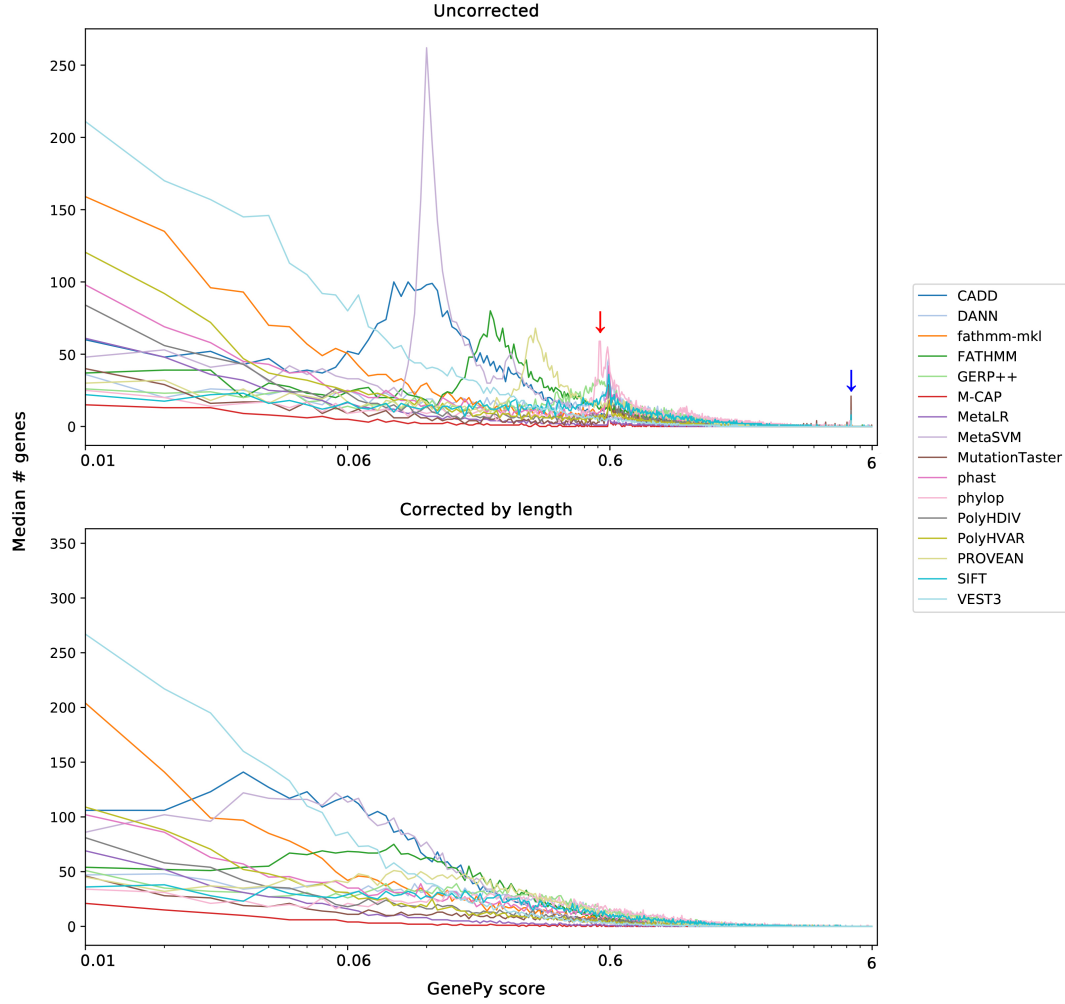 Uncorrected
250
200
150
100
50
0
0.01 0.06 0.6 6
Median # genes
Corrected by length
350
300
250
200
150
100
50
0
0.01 0.06 0.6 6
GenePy score
CADD
DANN
fathmm-mkl
FATHMM
GERP++
M-CAP
MetaLR
MetaSVM
MutationTaster
phast
phylop
PolyHDIV
PolyHVAR
PROVEAN
SIFT
VEST3